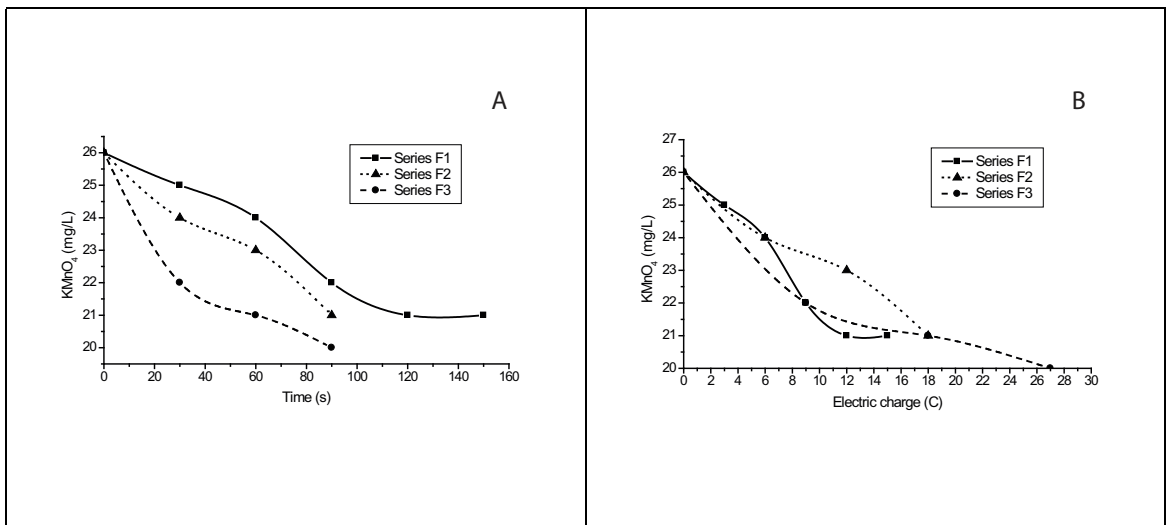 A
Series F1
Series F2
Series F3
26
25
24
23
22
21
20
KMnO₄ (mg/L)
0 20 40 60 80 100 120 140 160
Time (s)
B
Series F1
Series F2
Series F3
27
26
25
24
23
22
21
20
KMnO₄ (mg/L)
0 2 4 6 8 10 12 14 16 18 20 22 24 26 28 30
Electric charge (C)